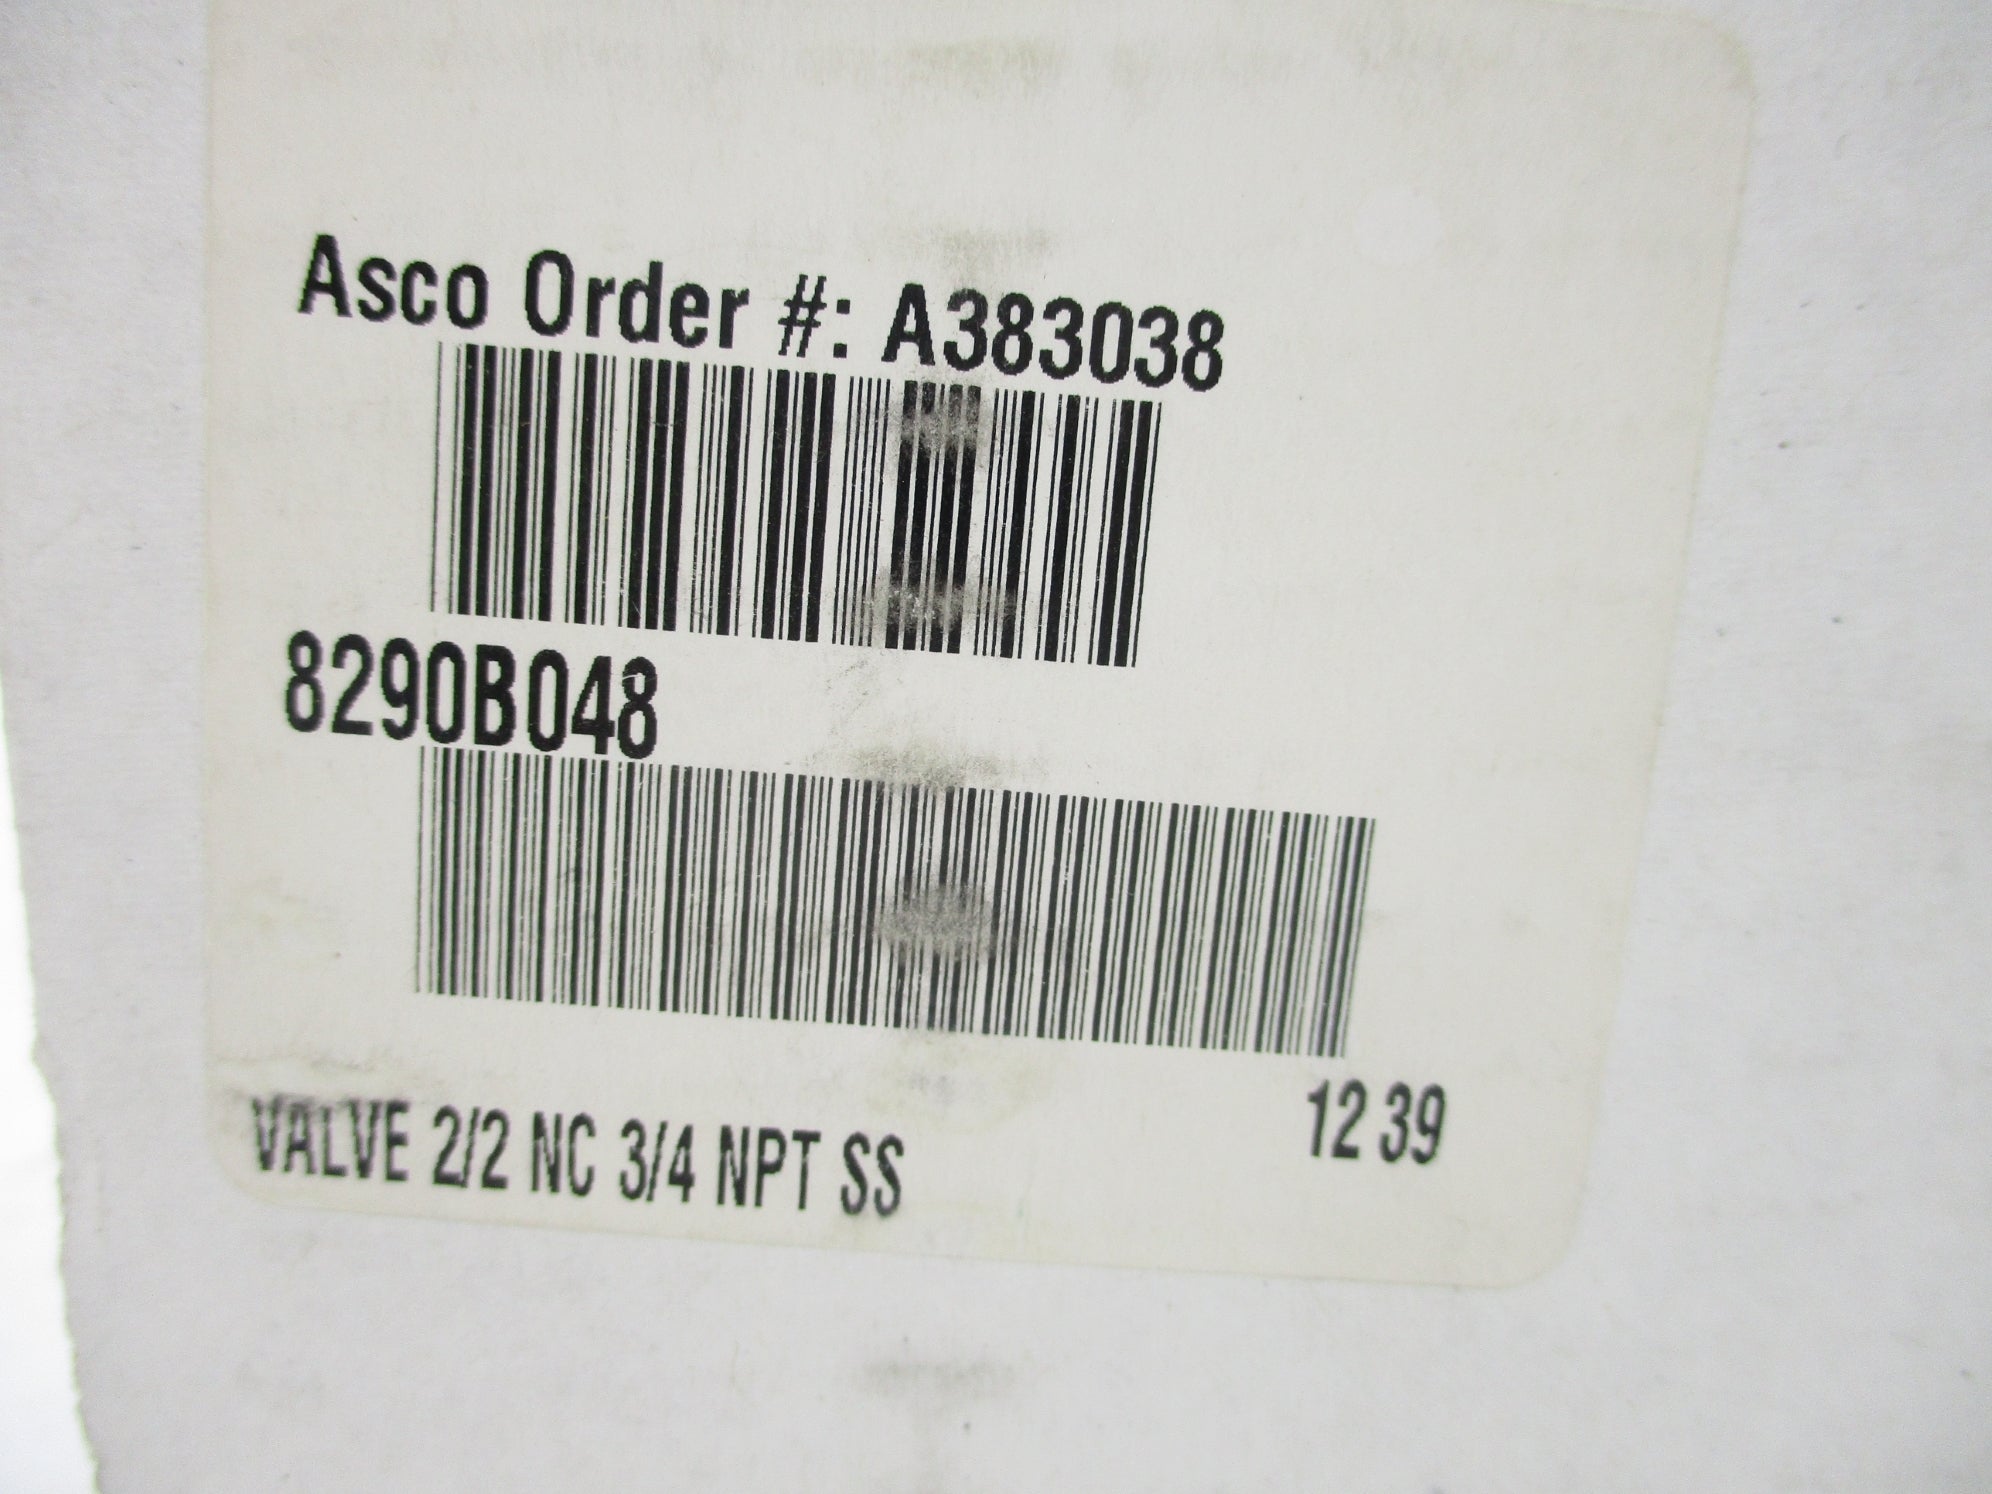 Asco Order #: A383038
8290B048
12 39
VALVE 2/2 NC 3/4 NPT SS